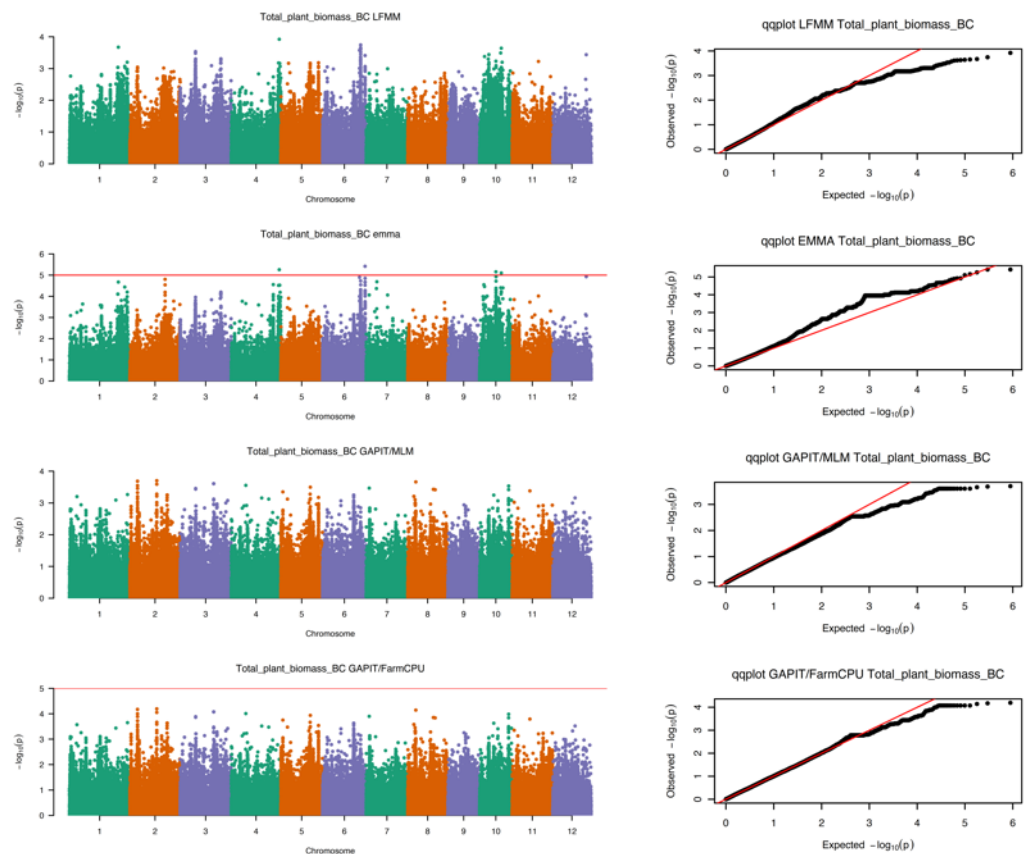 Total_plant_biomass_BC LFMM
4
3
2
1
0
−log10(p)
1 2 3 4 5 6 7 8 9 10 11 12
Chromosome
qqplot LFMM Total_plant_biomass_BC
4
3
2
1
0
Observed −log10(p)
0 1 2 3 4 5 6
Expected −log10(p)
Total_plant_biomass_BC emma
6
5
4
3
2
1
0
−log10(p)
1 2 3 4 5 6 7 8 9 10 11 12
Chromosome
qqplot EMMA Total_plant_biomass_BC
5
4
3
2
1
0
Observed −log10(p)
0 1 2 3 4 5 6
Expected −log10(p)
Total_plant_biomass_BC GAPIT/MLM
4
3
2
1
0
−log10(p)
1 2 3 4 5 6 7 8 9 10 11 12
Chromosome
qqplot GAPIT/MLM Total_plant_biomass_BC
3
2
1
0
Observed −log10(p)
0 1 2 3 4 5 6
Expected −log10(p)
Total_plant_biomass_BC GAPIT/FarmCPU
5
4
3
2
1
0
−log10(p)
1 2 3 4 5 6 7 8 9 10 11 12
Chromosome
qqplot GAPIT/FarmCPU Total_plant_biomass_BC
4
3
2
1
0
Observed −log10(p)
0 1 2 3 4 5 6
Expected −log10(p)